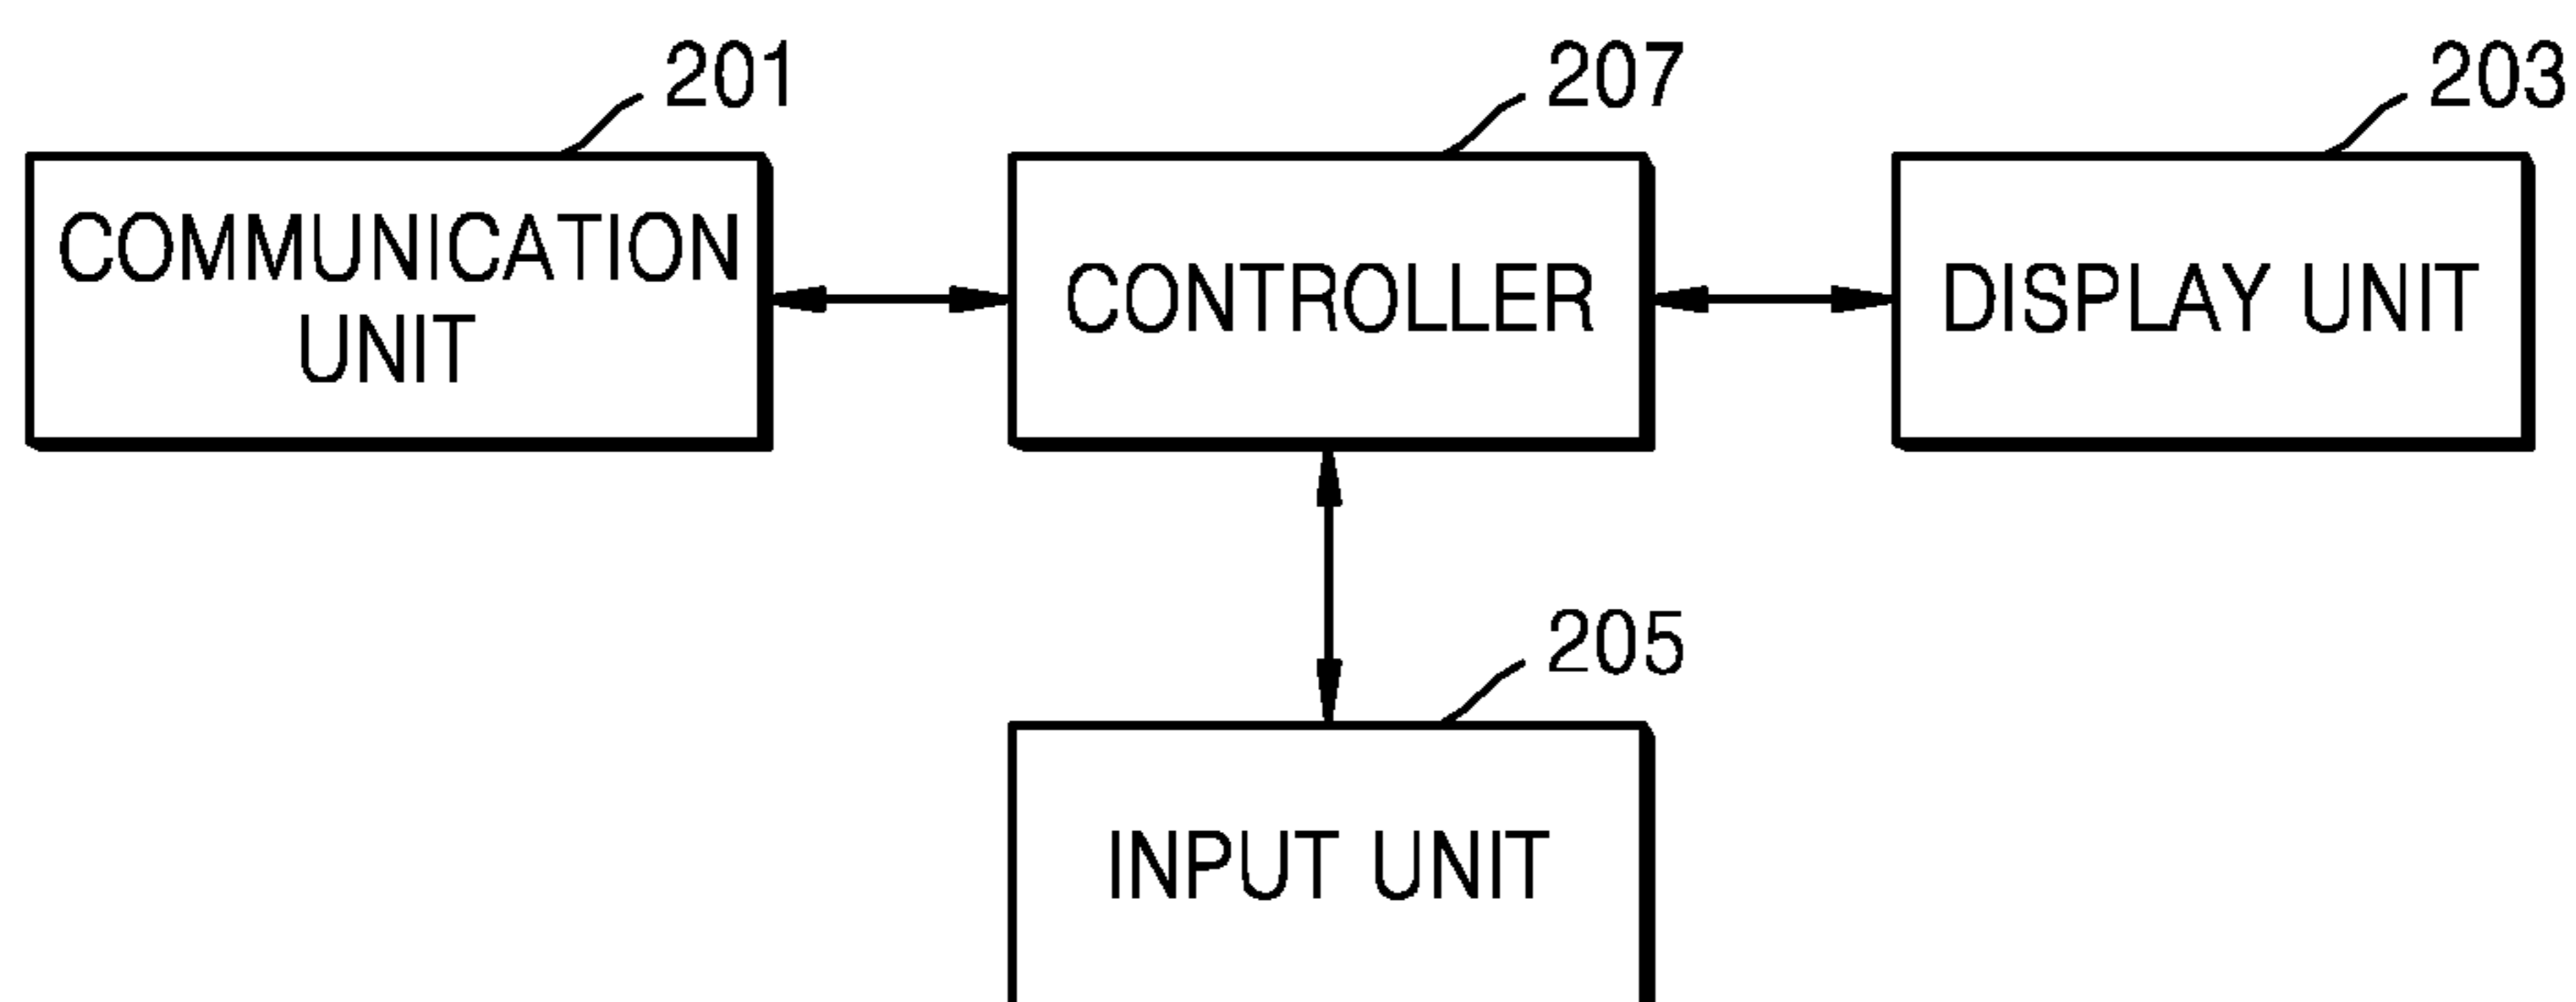 201
207
203
COMMUNICATION
UNIT
CONTROLLER
DISPLAY UNIT
205
INPUT UNIT